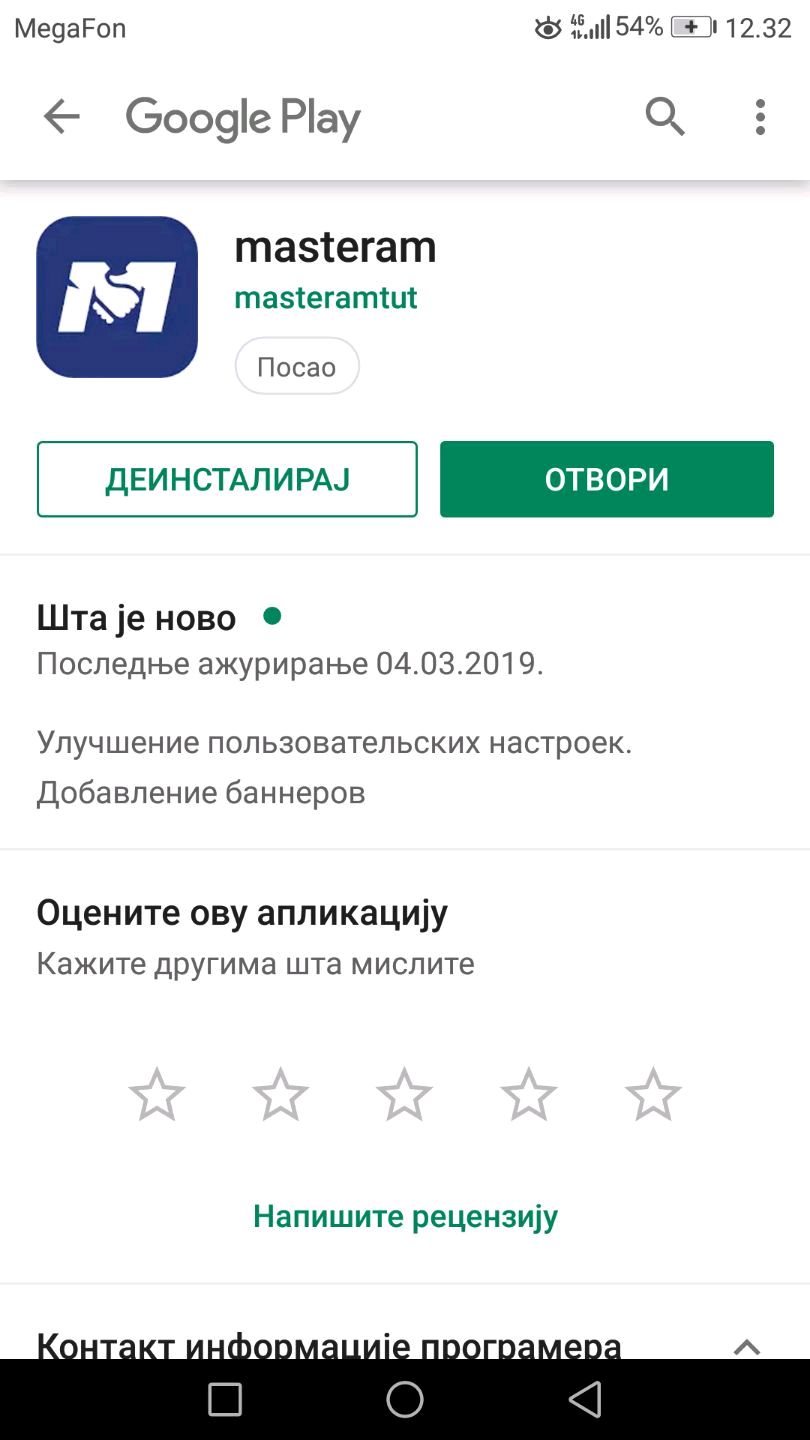 MegaFon 4G 54% 12.32
Google Play
masteram
masteramtut
Посао
ДЕИНСТАЛИРАЈ ОТВОРИ
Шта је ново
Последње ажурирање 04.03.2019.
Улучшение пользовательских настроек.
Добавление баннеров
Оцените ову апликацију
Кажите другима шта мислите
Напишите рецензију
Контакт информације програмера